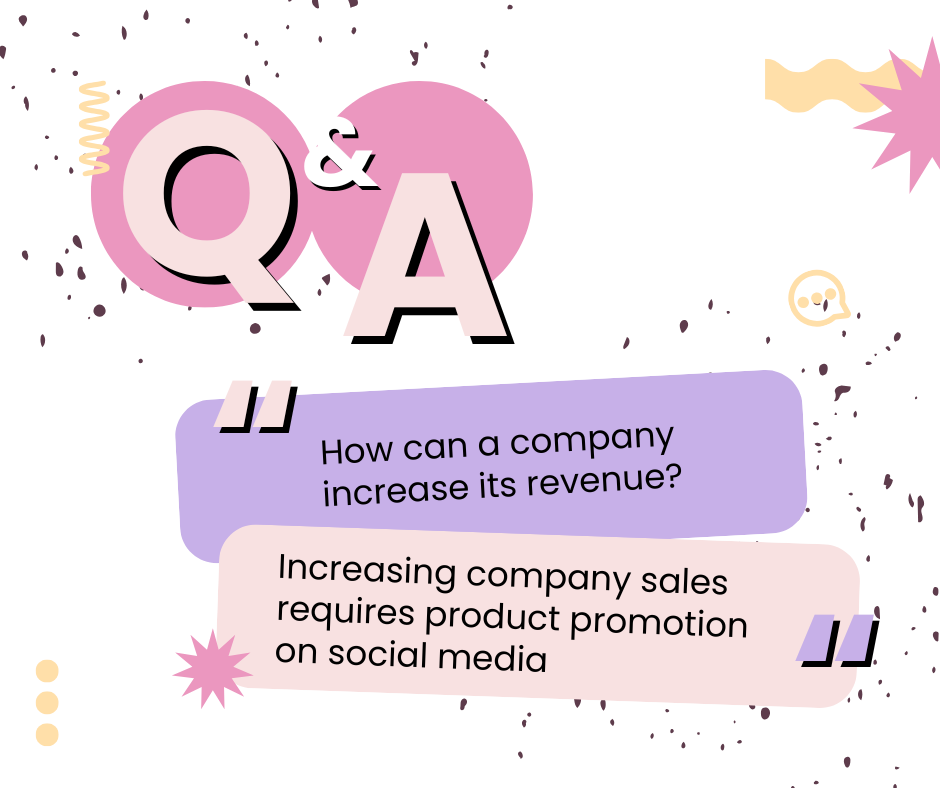 Q & A
How can a company
increase its revenue?
Increasing company sales
requires product promotion
on social media